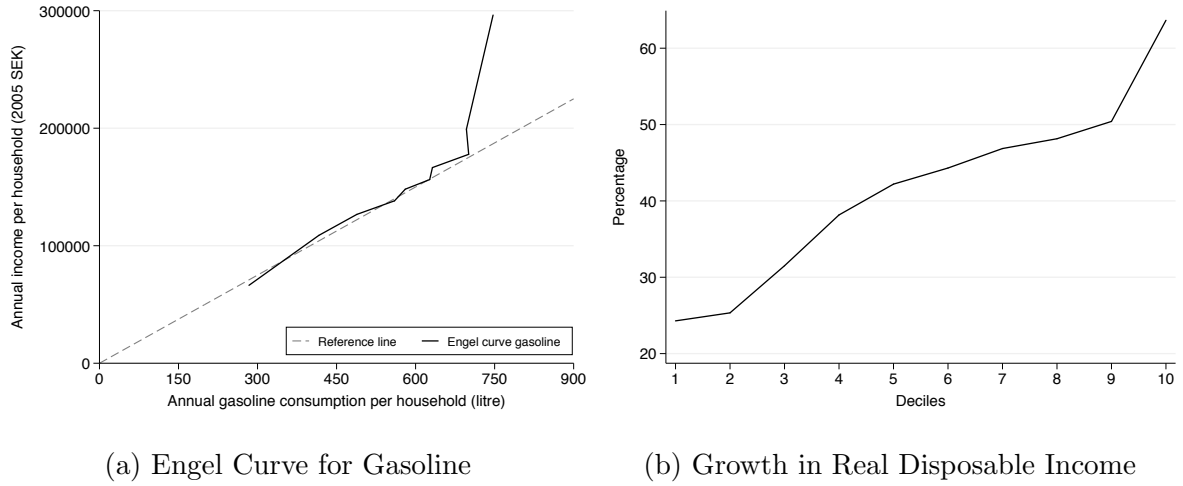 300000
200000
100000
0
Annual income per household (2005 SEK)
0 150 300 450 600 750 900
Annual gasoline consumption per household (litre)
Reference line Engel curve gasoline
(a) Engel Curve for Gasoline
60
50
40
30
20
Percentage
1 2 3 4 5 6 7 8 9 10
Deciles
(b) Growth in Real Disposable Income